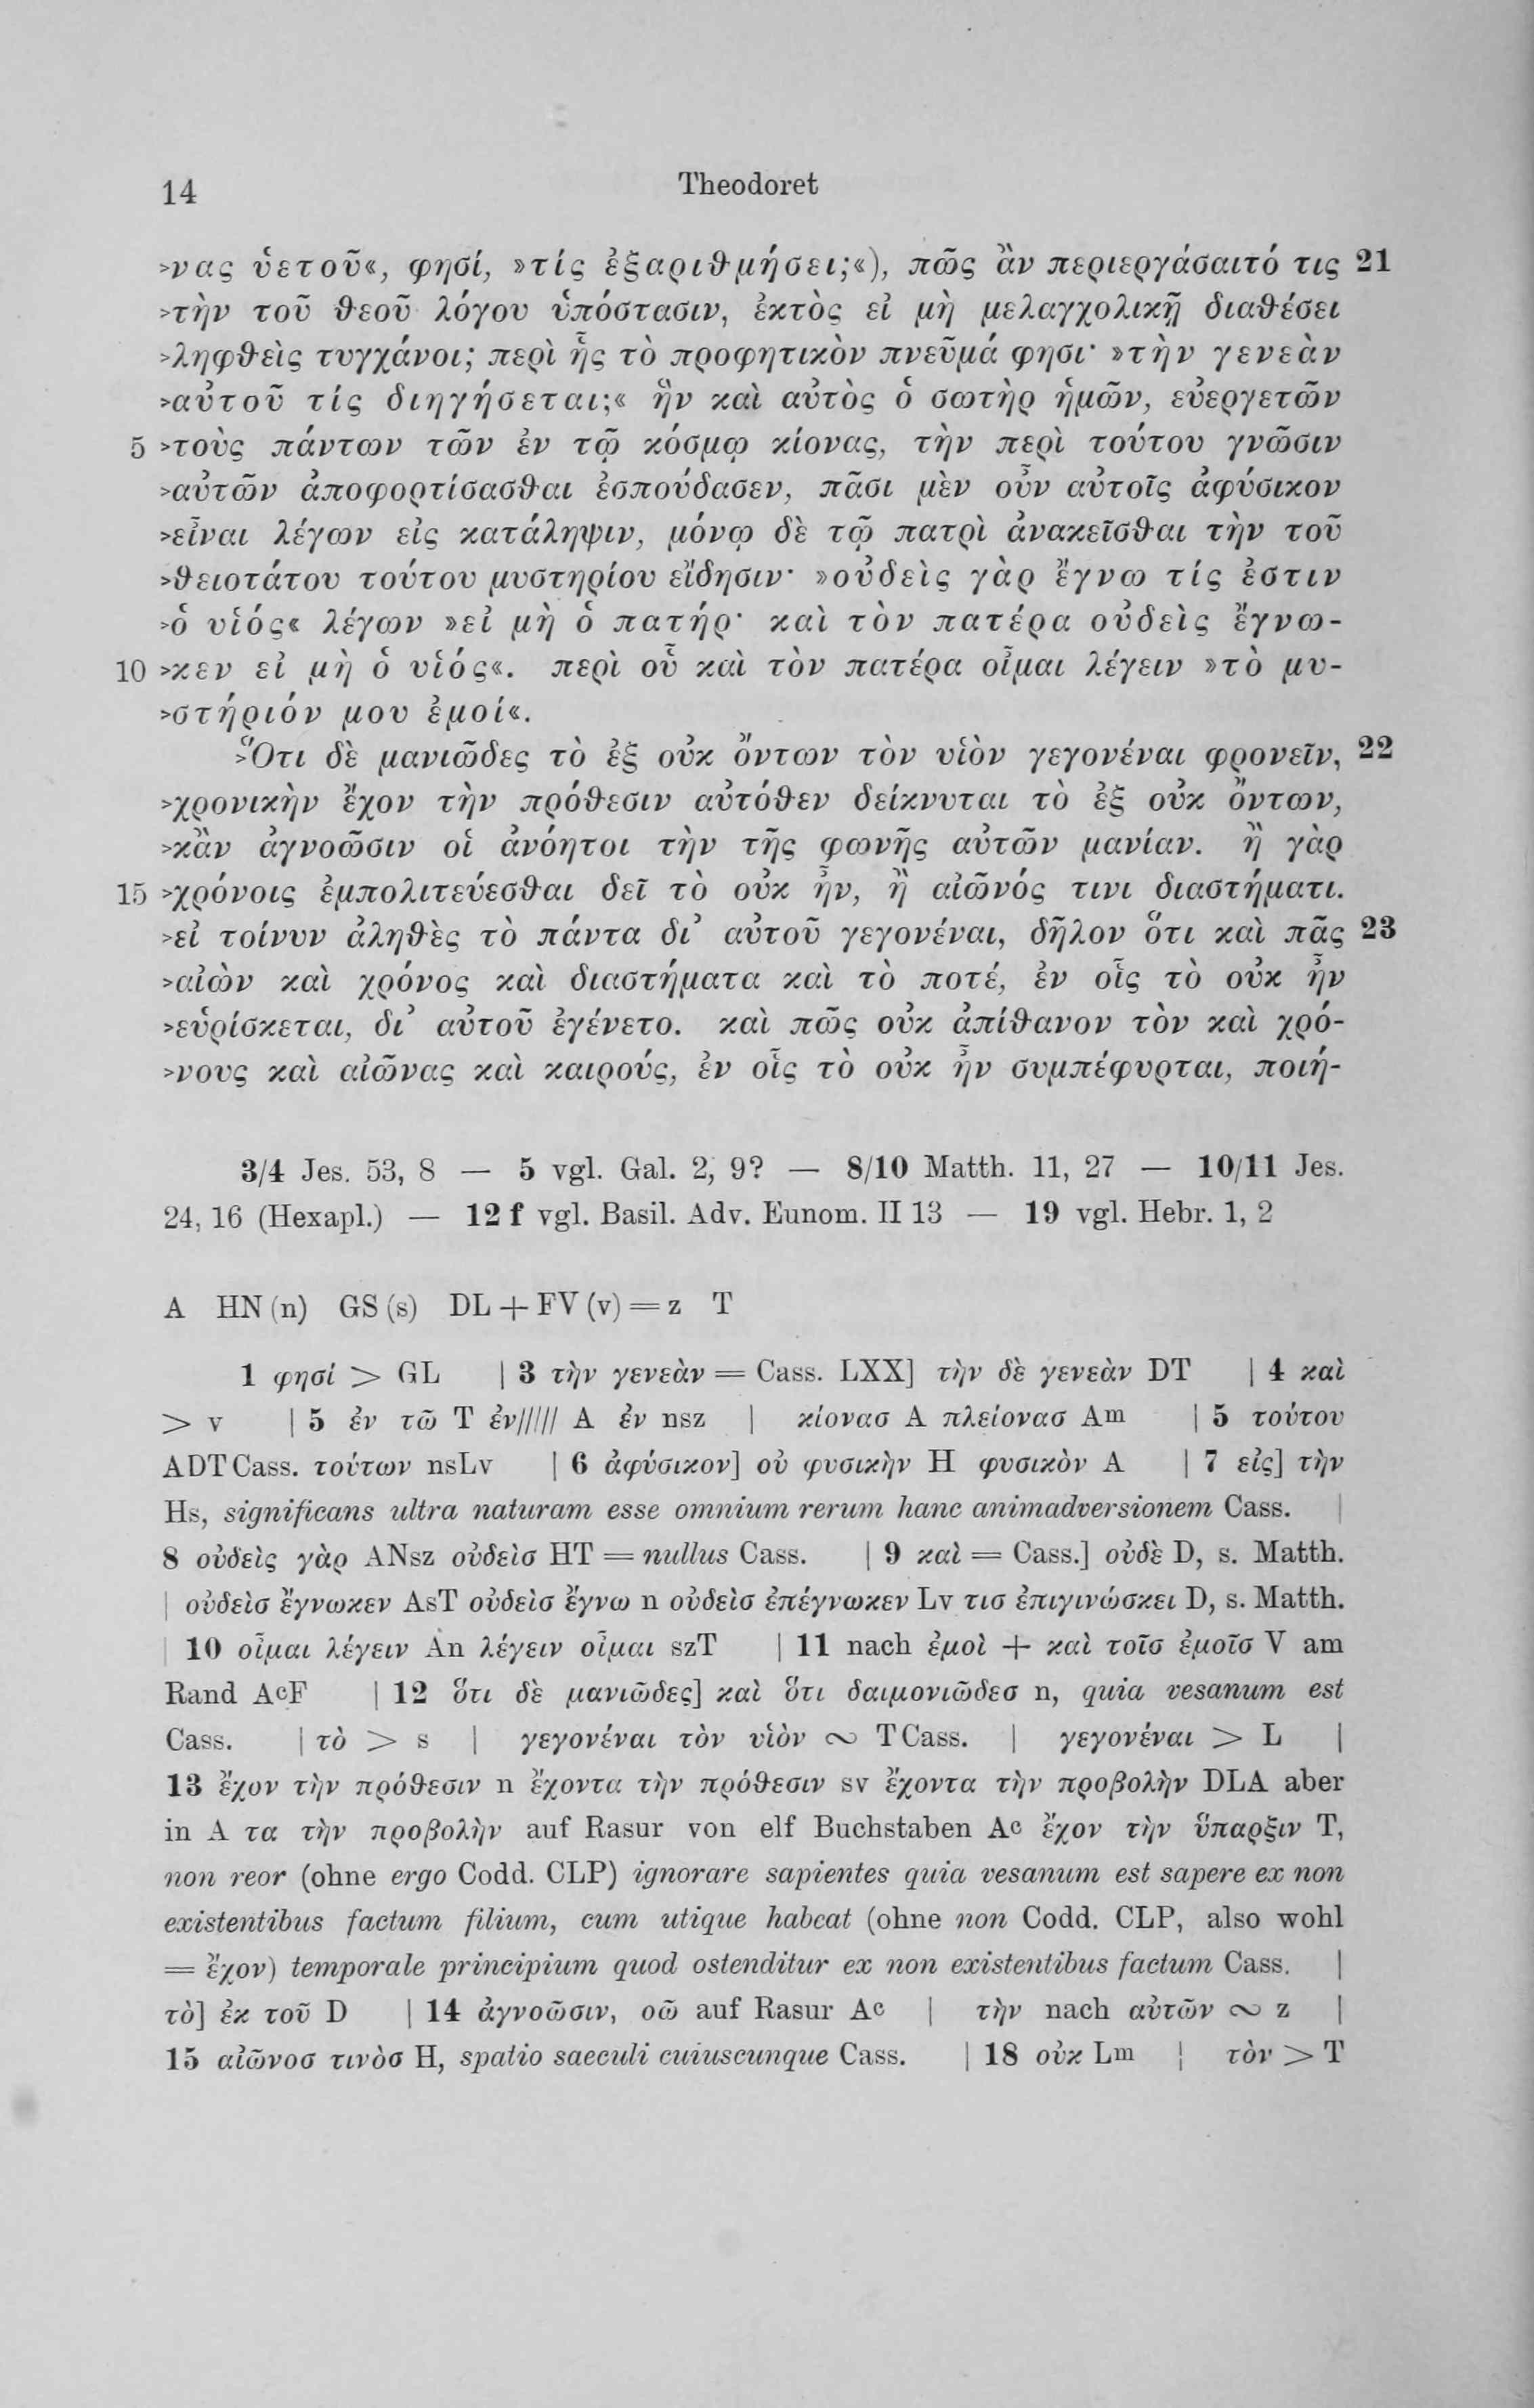 14 Theodoret
>νας ὑετοῦ«, φησί, »τίς ἐξαριθμήσει;«), πῶς ἂν περιεργάσαιτό τις 21
>τὴν τοῦ θεοῦ λόγου ὑπόστασιν, ἐκτὸς εἰ μὴ μελαγχολικῇ διαθέσει
>ληφθεὶς τυγχάνοι; περὶ ἧς τὸ προφητικὸν πνεῦμά φησι· »τὴν γενεὰν
>αὐτοῦ τίς διηγήσεται;« ἣν καὶ αὐτὸς ὁ σωτὴρ ἡμῶν, εὐεργετῶν
5 >τοὺς πάντων τῶν ἐν τῷ κόσμῳ κίονας, τὴν περὶ τούτου γνῶσιν
>αὐτῶν ἀποφορτίσασθαι ἐσπούδασεν, πᾶσι μὲν οὖν αὐτοῖς ἀφύσικον
>εἶναι λέγων εἰς κατάληψιν, μόνῳ δὲ τῷ πατρὶ ἀνακεῖσθαι τὴν τοῦ
>θειοτάτου τούτου μυστηρίου εἴδησιν· »οὐδεὶς γὰρ ἔγνω τίς ἐστιν
>ὁ υἱός« λέγων »εἰ μὴ ὁ πατήρ· καὶ τὸν πατέρα οὐδεὶς ἔγνω-
10 >κεν εἰ μὴ ὁ υἱός«. περὶ οὗ καὶ τὸν πατέρα οἶμαι λέγειν »τὸ μυ-
>στήριόν μου ἐμοί«.
>Ὅτι δὲ μανιῶδες τὸ ἐξ οὐκ ὄντων τὸν υἱὸν γεγονέναι φρονεῖν, 22
>χρονικὴν ἔχον τὴν πρόθεσιν αὐτόθεν δείκνυται τὸ ἐξ οὐκ ὄντων,
>κἂν ἀγνοῶσιν οἱ ἀνόητοι τὴν τῆς φωνῆς αὐτῶν μανίαν. ἢ γὰρ
15 >χρόνοις ἐμπολιτεύεσθαι δεῖ τὸ οὐκ ἦν, ἢ αἰῶνός τινι διαστήματι.
>εἰ τοίνυν ἀληθὲς τὸ πάντα δι᾽ αὐτοῦ γεγονέναι, δῆλον ὅτι καὶ πᾶς 23
>αἰὼν καὶ χρόνος καὶ διαστήματα καὶ τὸ ποτέ, ἐν οἷς τὸ οὐκ ἦν
>εὑρίσκεται, δι᾽ αὐτοῦ ἐγένετο. καὶ πῶς οὐκ ἀπίθανον τὸν καὶ χρό-
>νους καὶ αἰῶνας καὶ καιρούς, ἐν οἷς τὸ οὐκ ἦν συμπέφυρται, ποιή-
3/4 Jes. 53, 8 — 5 vgl. Gal. 2, 9? — 8/10 Matth. 11, 27 — 10/11 Jes.
24, 16 (Hexapl.) — 12 f vgl. Basil. Adv. Eunom. II 13 — 19 vgl. Hebr. 1, 2
A HN (n) GS (s) DL + FV (v) = z T
1 φησί > GL | 3 τὴν γενεὰν = Cass. LXX] τὴν δὲ γενεὰν DT | 4 καὶ
> v | 5 ἐν τῶ T ἐν///// A ἐν nsz | κίονασ A πλείονασ Am | 5 τούτου
ADT Cass. τούτων nsLv | 6 ἀφύσικον] οὐ φυσικὴν H φυσικὸν A | 7 εἰς] τὴν
Hs, significans ultra naturam esse omnium rerum hanc animadversionem Cass. |
8 οὐδεὶς γὰρ ANsz οὐδεὶσ HT = nullus Cass. | 9 καὶ = Cass.] οὐδὲ D, s. Matth.
| οὐδεὶσ ἔγνωκεν AsT οὐδεὶσ ἔγνω n οὐδεὶσ ἐπέγνωκεν Lv τισ ἐπιγινώσκει D, s. Matth.
| 10 οἶμαι λέγειν An λέγειν οἶμαι szT | 11 nach ἐμοὶ + καὶ τοῖσ ἐμοῖσ V am
Rand AcF | 12 ὅτι δὲ μανιῶδες] καὶ ὅτι δαιμονιῶδεσ n, quia vesanum est
Cass. | τὸ > s | γεγονέναι τὸν υἱὸν ∾ T Cass. | γεγονέναι > L |
13 ἔχον τὴν πρόθεσιν n ἔχοντα τὴν πρόθεσιν sv ἔχοντα τὴν προβολὴν DLA aber
in A τα τὴν προβολὴν auf Rasur von elf Buchstaben Ac ἔχον τὴν ὕπαρξιν T,
non reor (ohne ergo Codd. CLP) ignorare sapientes quia vesanum est sapere ex non
existentibus factum filium, cum utique habeat (ohne non Codd. CLP, also wohl
= ἔχον) temporale principium quod ostenditur ex non existentibus factum Cass. |
τὸ] ἐκ τοῦ D | 14 ἀγνοῶσιν, οῶ auf Rasur Ac | τὴν nach αὐτῶν ∾ z |
15 αἰῶνοσ τινὸσ H, spatio saeculi cuiuscunque Cass. | 18 οὐκ Lm | τὸν > T